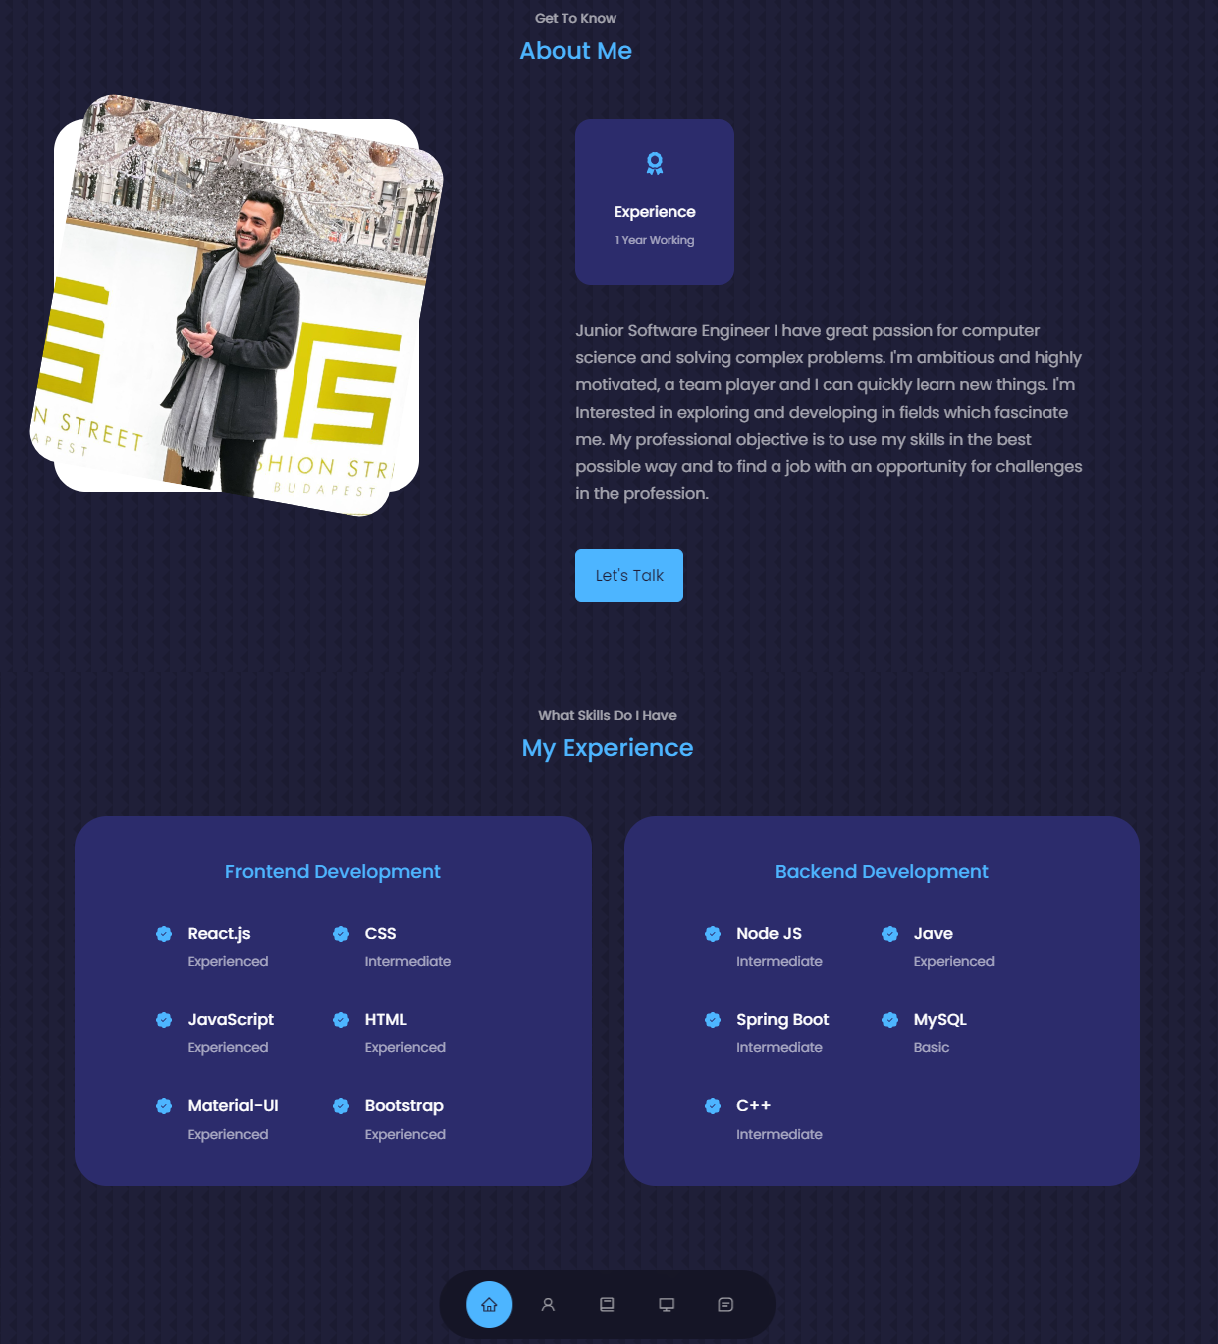 Get To Know
About Me
N STREET
APEST
SHION STR
BUDAPEST
Experience
1 Year Working
Junior Software Engineer I have great passion for computer
science and solving complex problems. I'm ambitious and highly
motivated, a team player and I can quickly learn new things. I'm
Interested in exploring and developing in fields which fascinate
me. My professional objective is to use my skills in the best
possible way and to find a job with an opportunity for challenges
in the profession.
Let's Talk
What Skills Do I Have
My Experience
Frontend Development
React.js
Experienced
CSS
Intermediate
JavaScript
Experienced
HTML
Experienced
Material-UI
Experienced
Bootstrap
Experienced
Backend Development
Node JS
Intermediate
Jave
Experienced
Spring Boot
Intermediate
MySQL
Basic
C++
Intermediate